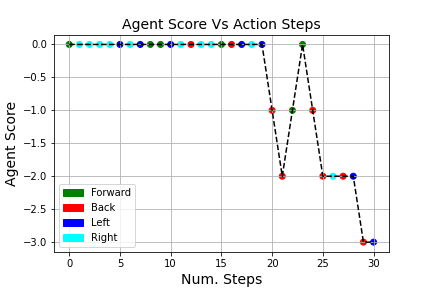 Agent Score Vs Action Steps
Agent Score
0.0
−0.5
−1.0
−1.5
−2.0
−2.5
−3.0
Forward
Back
Left
Right
0 5 10 15 20 25 30
Num. Steps